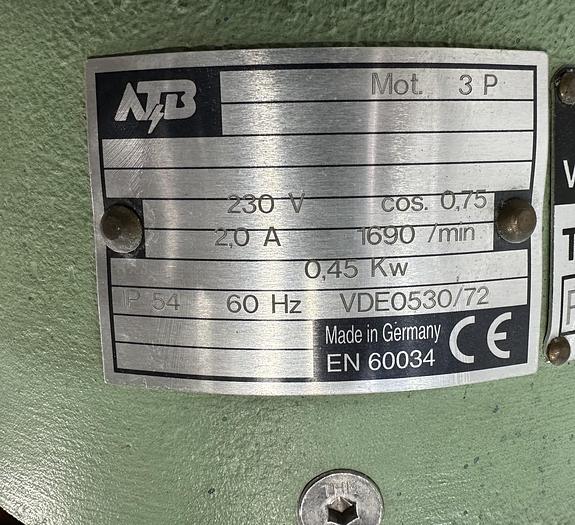 ATB
Mot. 3 P
230 V cos. 0,75
2,0 A 1690 /min
0,45 Kw
IP 54 60 Hz VDE0530/72
Made in Germany
EN 60034 CE